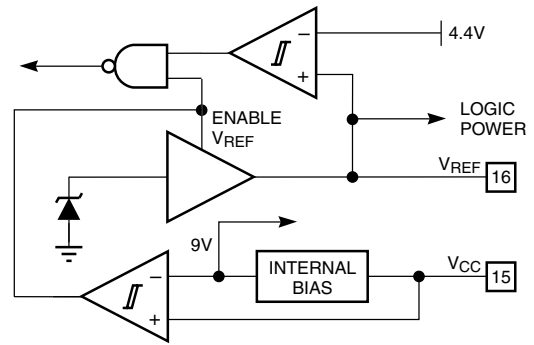 −
4.4V
+
ENABLE
VREF
LOGIC
POWER
VREF
16
9V
−
INTERNAL
BIAS
VCC
15
+